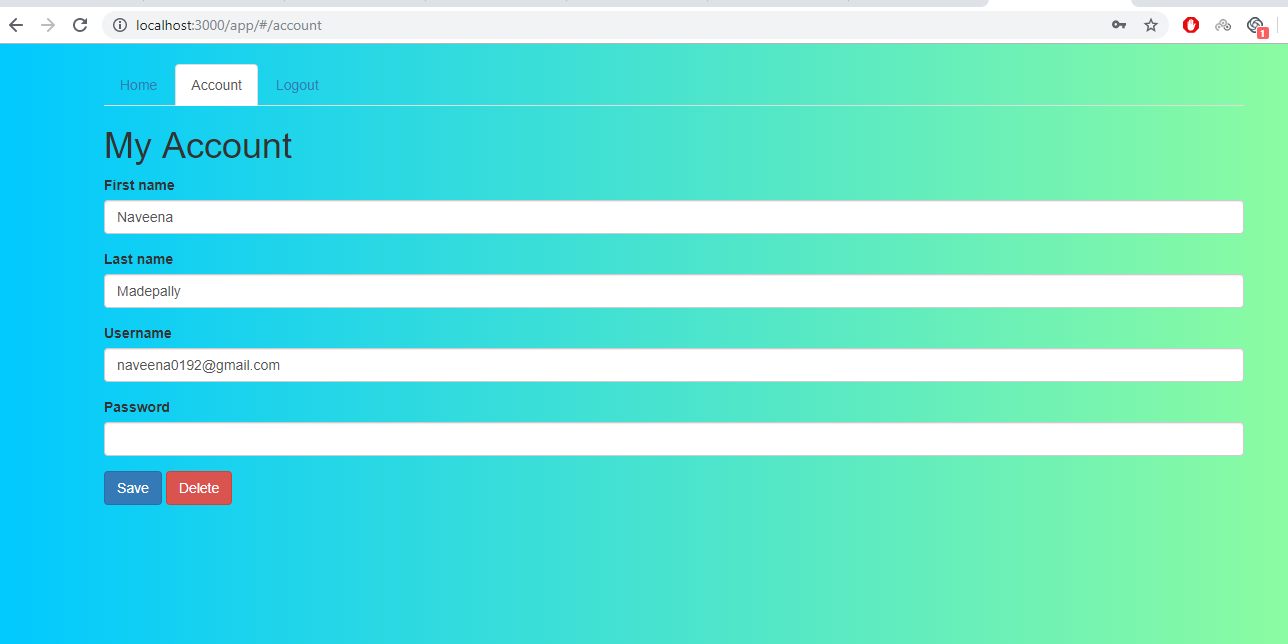 localhost:3000/app/#/account
1
Home Account Logout
My Account
First name
Naveena
Last name
Madepally
Username
naveena0192@gmail.com
Password
Save Delete